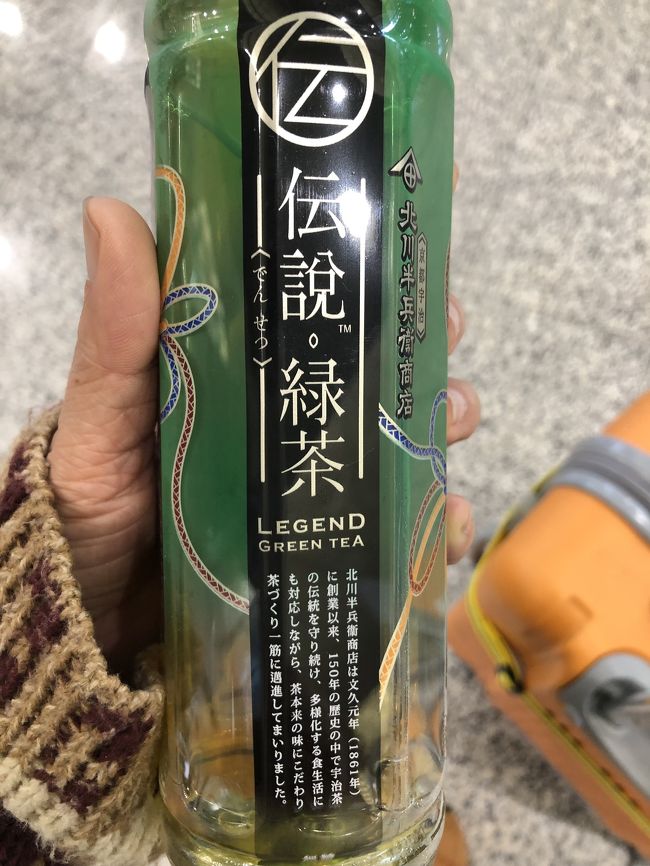 伝
〈京都宇治〉
北川半兵衞商店
伝説・緑茶™
〈でん せつ〉
LEGEND
GREEN TEA
北川半兵衞商店は文久元年（1861年）
に創業以来、150年の歴史の中で宇治茶
の伝統を守り続け、多様化する食生活に
も対応しながら、茶本来の味にこだわり
茶づくり一筋に邁進してまいりました。